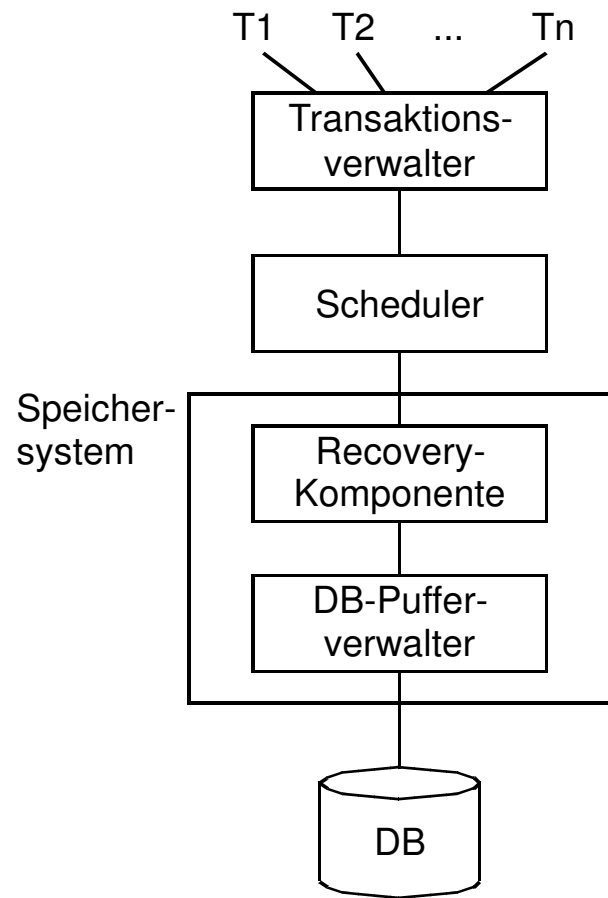 T1 T2 ... Tn
Transaktions-
verwalter
Scheduler
Speicher-
system
Recovery-
Komponente
DB-Puffer-
verwalter
DB